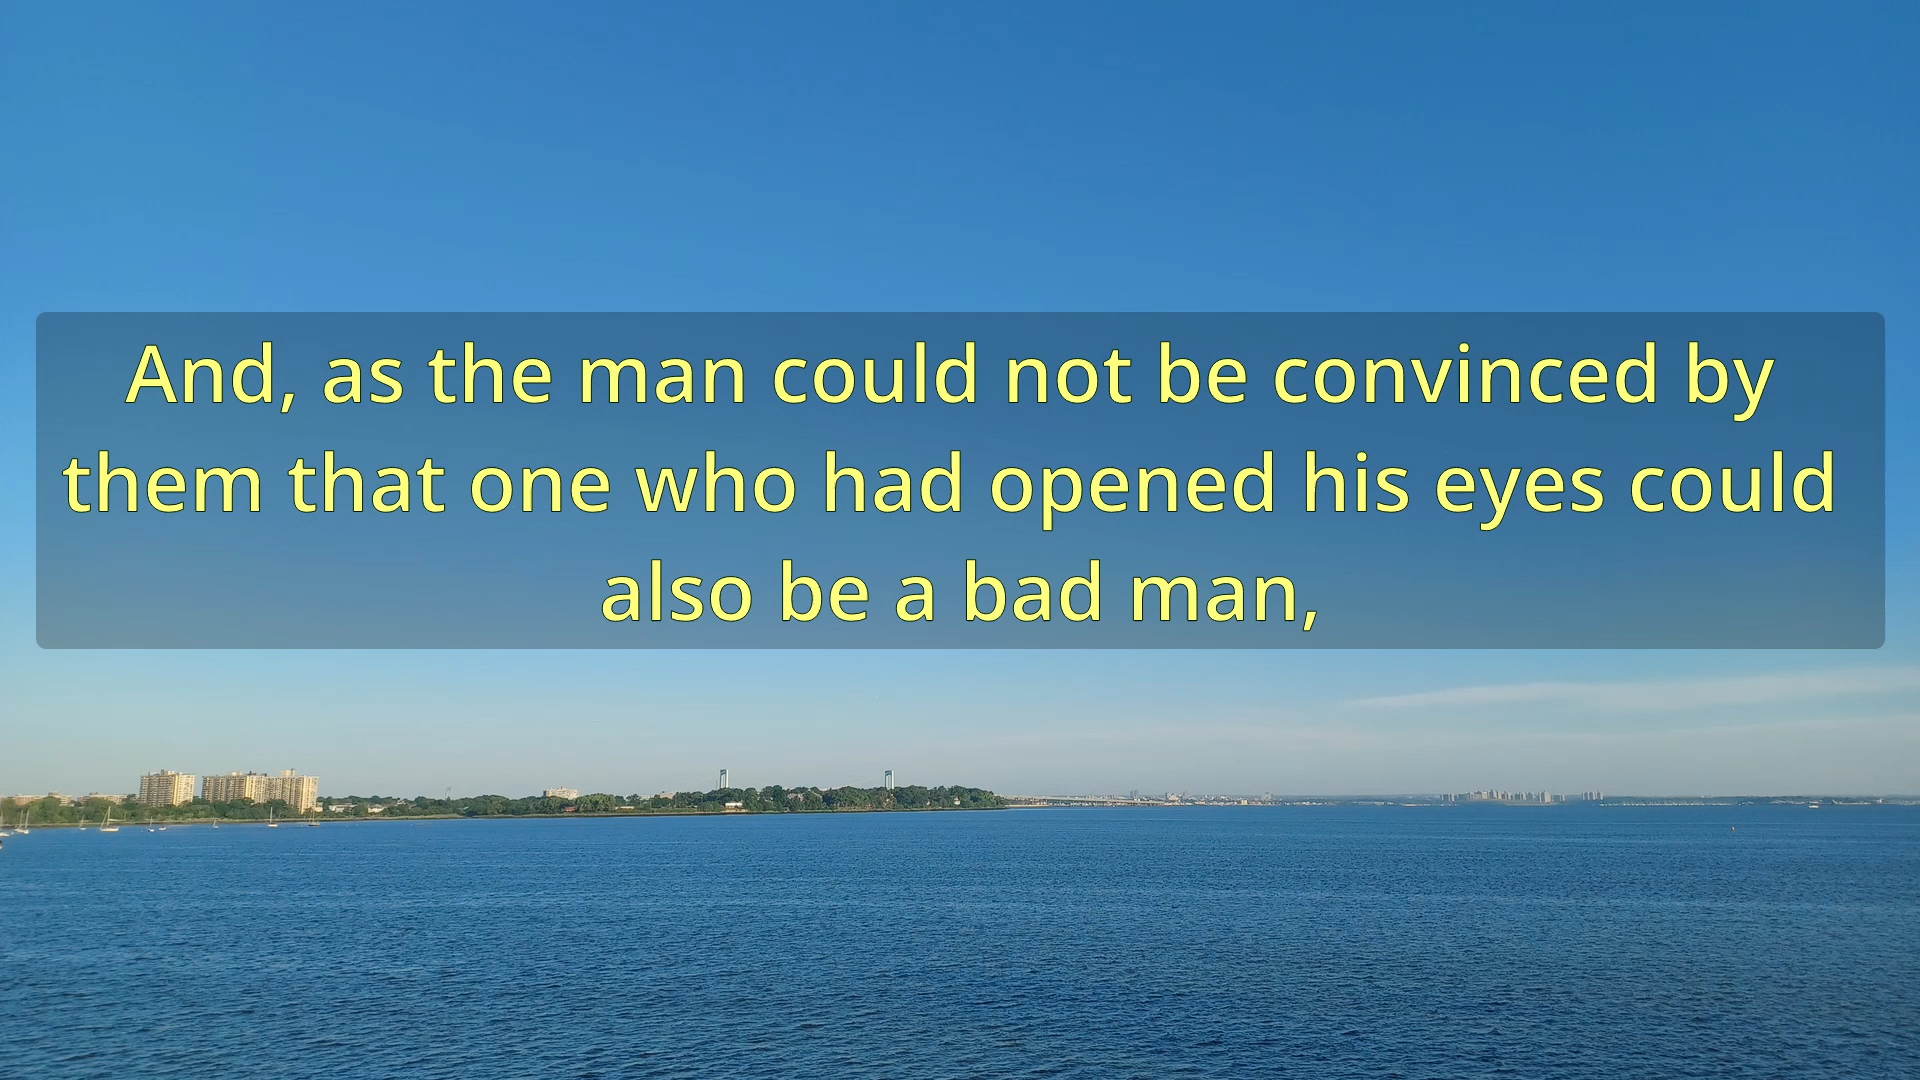 And, as the man could not be convinced by
them that one who had opened his eyes could
also be a bad man,